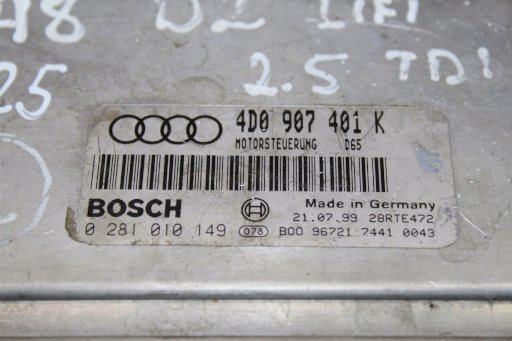 A8 D2 LIFT
25 2.5 TDI
4D0 907 401 K
MOTORSTEUERUNG D65
BOSCH Made in Germany
21.07.99 28RTE472
0 281 010 149 078 BOO 96721 7441 0043